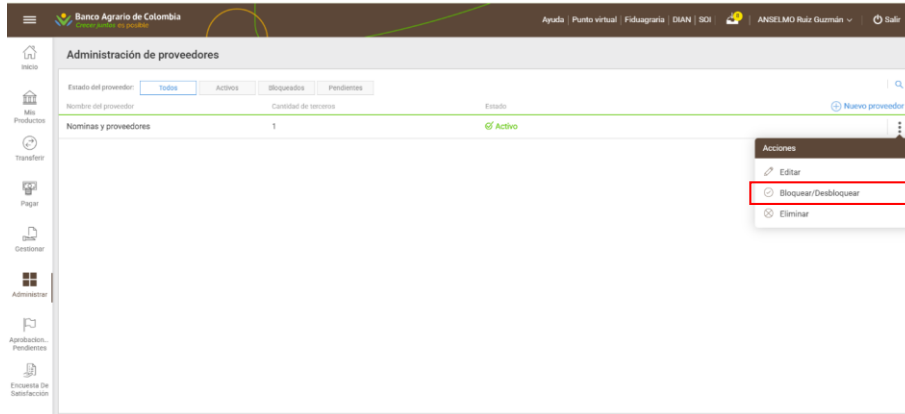 Banco Agrario de Colombia
Crecer juntos es posible
Ayuda | Punto virtual | Fiduagraria | DIAN | SOI | ANSELMO Ruiz Guzmán | Salir
Inicio
Mis
Productos
Transferir
Pagar
Gestionar
Administrar
Aprobacion..
Pendientes
Encuesta De
Satisfacción
Administración de proveedores
Estado del proveedor: Todos Activos Bloqueados Pendientes
Nombre del proveedor Cantidad de terceros Estado Nuevo proveedor
Nominas y proveedores 1 Activo
Acciones
Editar
Bloquear/Desbloquear
Eliminar